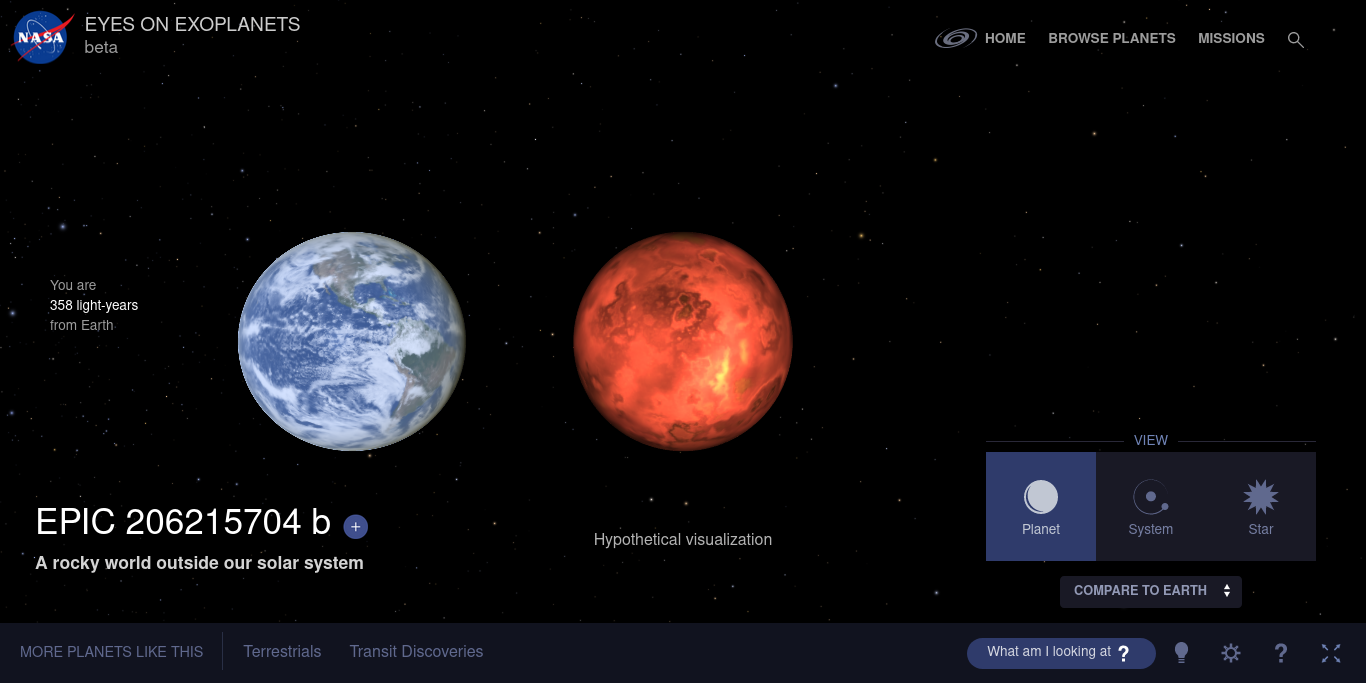 NASA
EYES ON EXOPLANETS
beta
HOME
BROWSE PLANETS
MISSIONS
You are
358 light-years
from Earth
EPIC 206215704 b +
A rocky world outside our solar system
Hypothetical visualization
VIEW
Planet
System
Star
COMPARE TO EARTH
MORE PLANETS LIKE THIS
Terrestrials
Transit Discoveries
What am I looking at ?
?